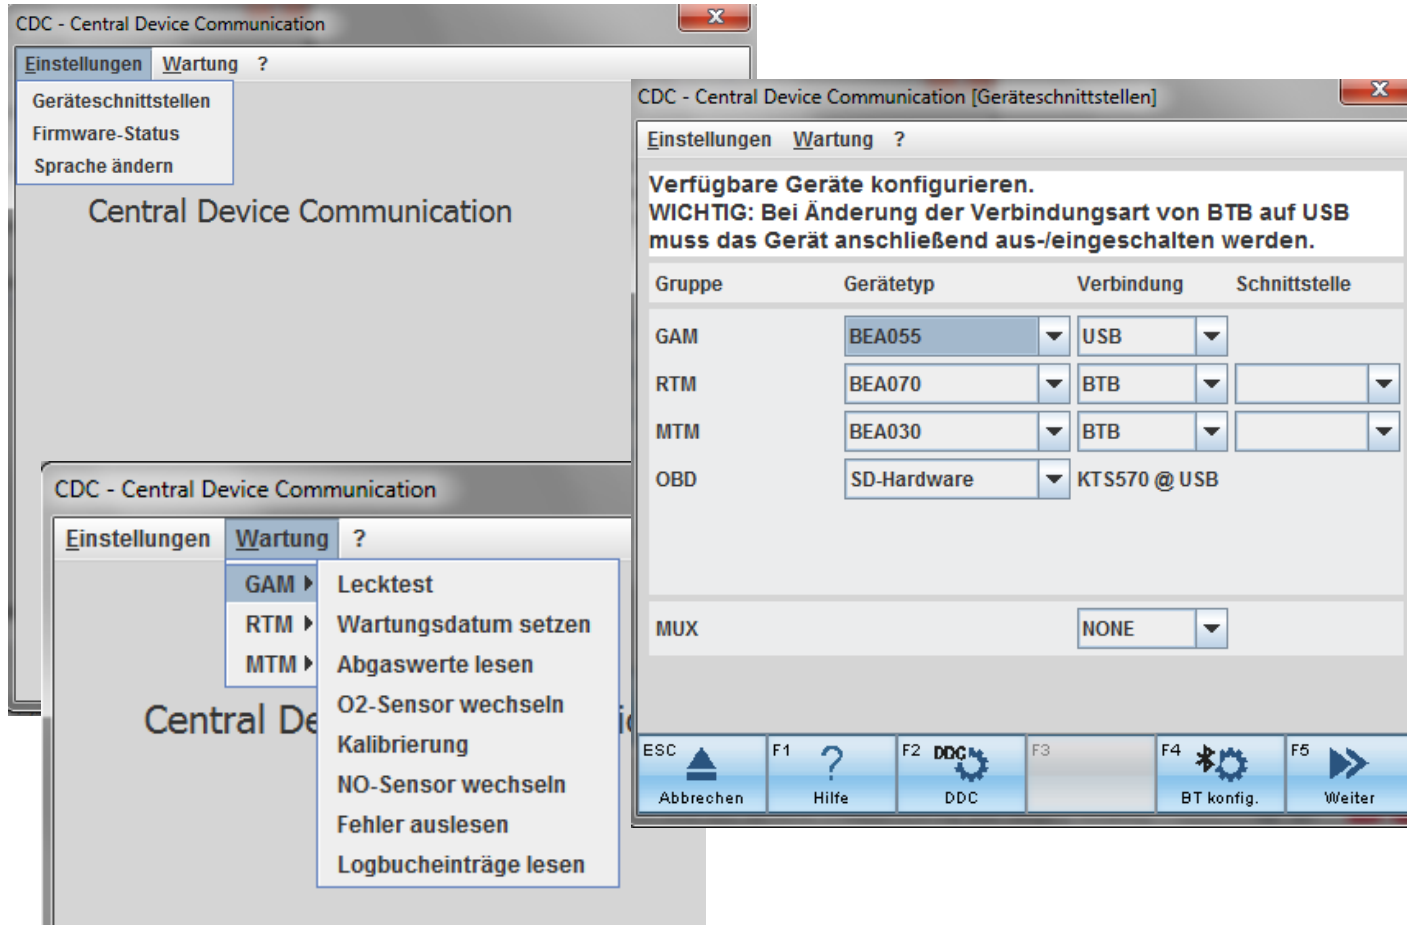 CDC - Central Device Communication
Einstellungen Wartung ?
Geräteschnittstellen
Firmware-Status
Sprache ändern
Central Device Communication
CDC - Central Device Communication [Geräteschnittstellen]
Einstellungen Wartung ?
Verfügbare Geräte konfigurieren.
WICHTIG: Bei Änderung der Verbindungsart von BTB auf USB
muss das Gerät anschließend aus-/eingeschalten werden.
Gruppe Gerätetyp Verbindung Schnittstelle
GAM BEA055 USB
RTM BEA070 BTB
MTM BEA030 BTB
OBD SD-Hardware KTS570 @ USB
MUX NONE
ESC Abbrechen
F1 ? Hilfe
F2 DDC DDC
F3
F4 BT konfig.
F5 Weiter
CDC - Central Device Communication
Einstellungen Wartung ?
GAM
RTM
MTM
Lecktest
Wartungsdatum setzen
Abgaswerte lesen
O2-Sensor wechseln
Kalibrierung
NO-Sensor wechseln
Fehler auslesen
Logbucheinträge lesen
Central De